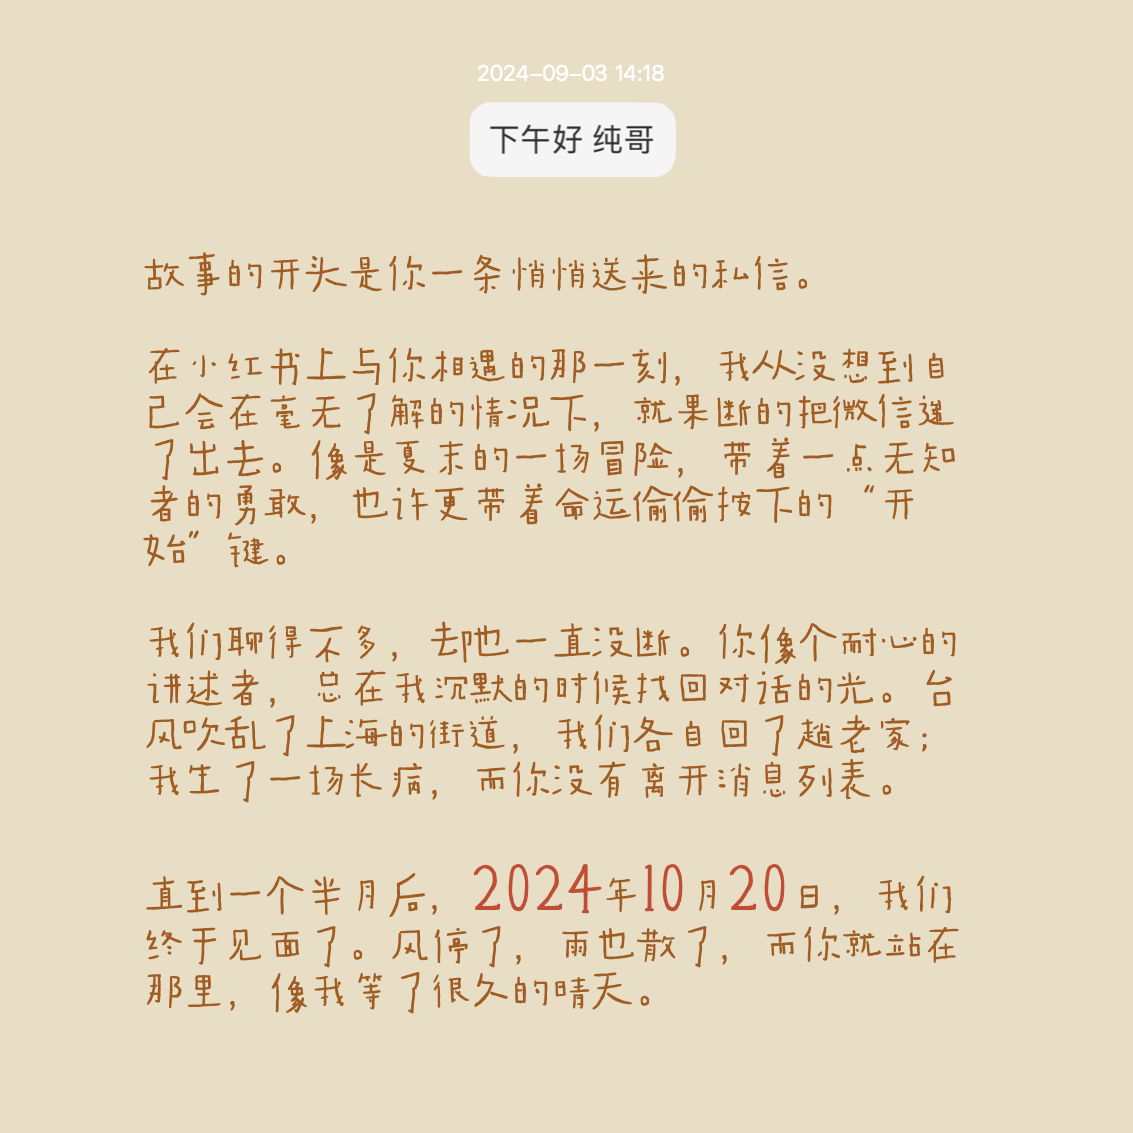 2024-09-03 14:18
下午好 纯哥
故事的开头是你一条悄悄送来的私信。
在小红书上与你相遇的那一刻，我从没想到自
己会在毫无了解的情况下，就果断的把微信递
了出去。像是夏末的一场冒险，带着一点无知
者的勇敢，也许更带着命运偷偷按下的“开
始”键。
我们聊得不多，却也一直没断。你像个耐心的
讲述者，总在我沉默的时候找回对话的光。台
风吹乱了上海的街道，我们各自回了趟老家；
我生了一场长病，而你没有离开消息列表。
直到一个半月后，2024年10月20日，我们
终于见面了。风停了，雨也散了，而你就站在
那里，像我等了很久的晴天。